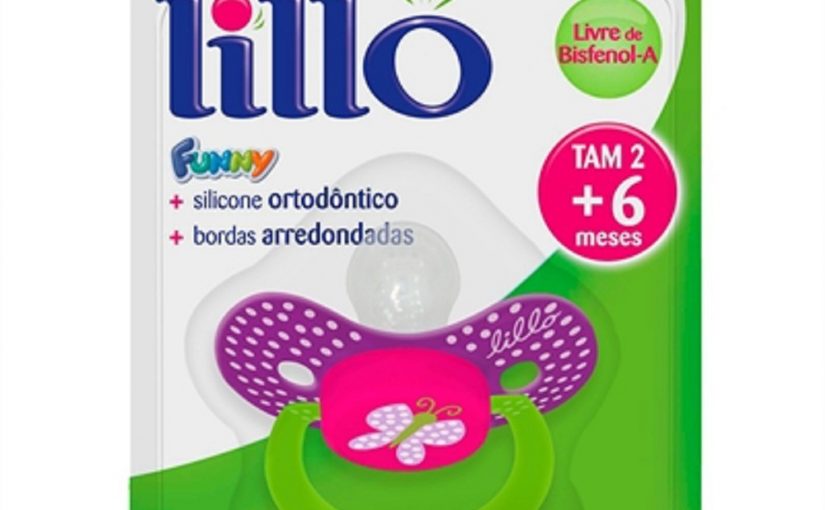 lillo
Livre de
Bisfenol-A
FUNNY
+ silicone ortodôntico
+ bordas arredondadas
TAM 2
+6
meses
lillo